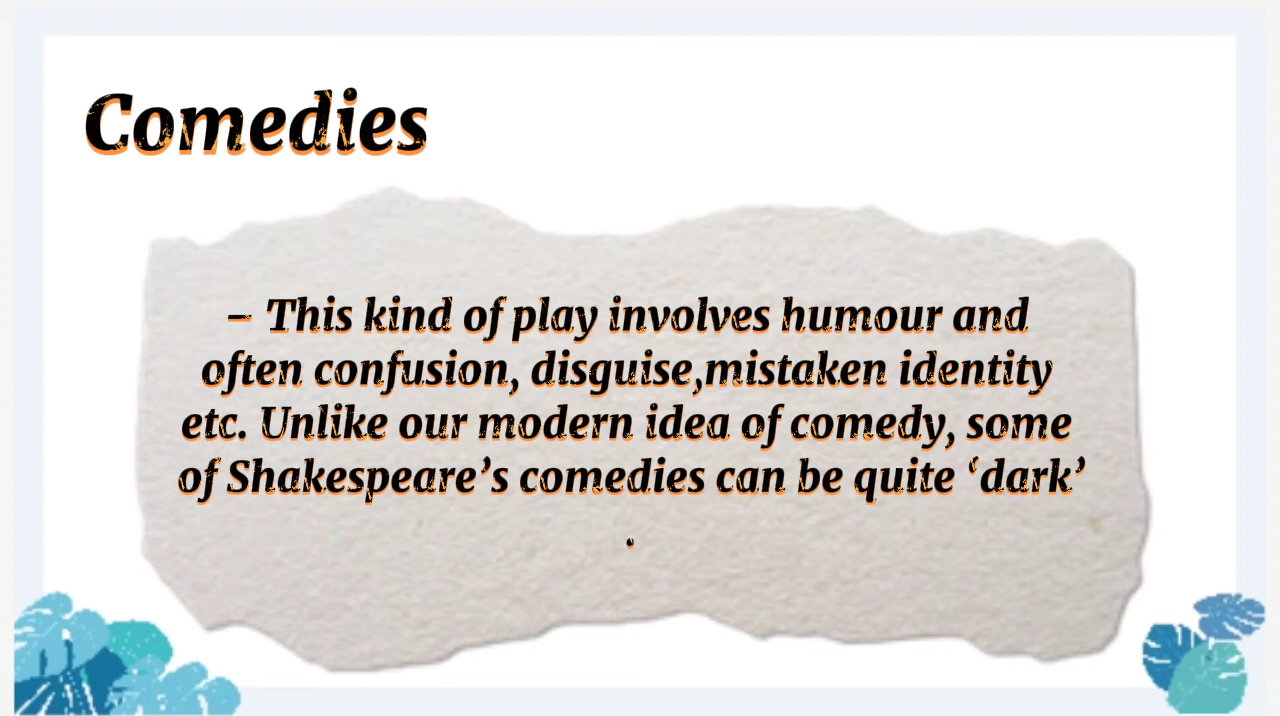 Comedies
– This kind of play involves humour and
often confusion, disguise,mistaken identity
etc. Unlike our modern idea of comedy, some
of Shakespeare’s comedies can be quite ‘dark’
.